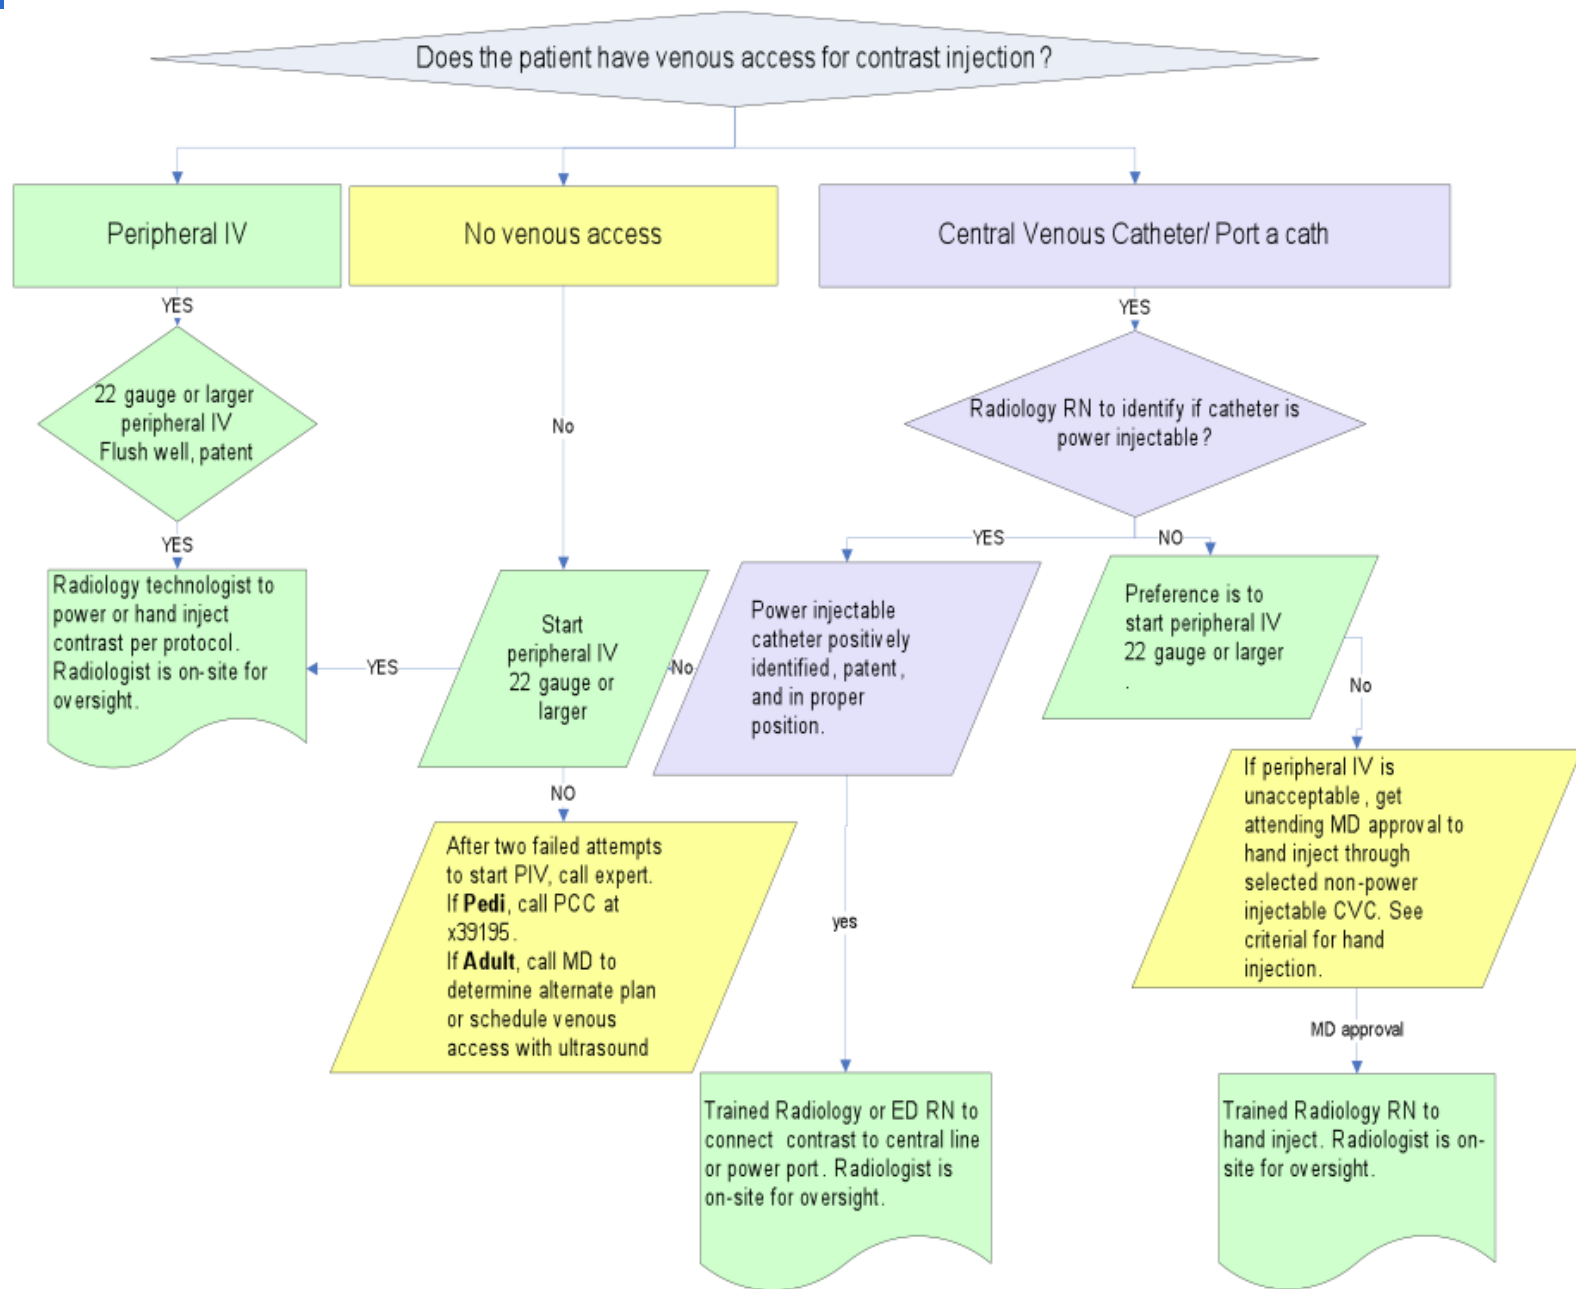 Does the patient have venous access for contrast injection ?
Peripheral IV
No venous access
Central Venous Catheter/ Port a cath
YES
YES
22 gauge or larger
peripheral IV
Flush well, patent
No
Radiology RN to identify if catheter is
power injectable ?
YES
YES
NO
Radiology technologist to
power or hand inject
contrast per protocol.
Radiologist is on-site for
oversight.
YES
Start
peripheral IV
22 gauge or
larger
No
Power injectable
catheter positively
identified, patent,
and in proper
position.
Preference is to
start peripheral IV
22 gauge or larger
.
No
NO
After two failed attempts
to start PIV, call expert.
If Pedi, call PCC at
x39195.
If Adult, call MD to
determine alternate plan
or schedule venous
access with ultrasound
yes
If peripheral IV is
unacceptable , get
attending MD approval to
hand inject through
selected non-power
injectable CVC. See
criterial for hand
injection.
MD approval
Trained Radiology or ED RN to
connect contrast to central line
or power port. Radiologist is
on-site for oversight.
Trained Radiology RN to
hand inject. Radiologist is on-
site for oversight.